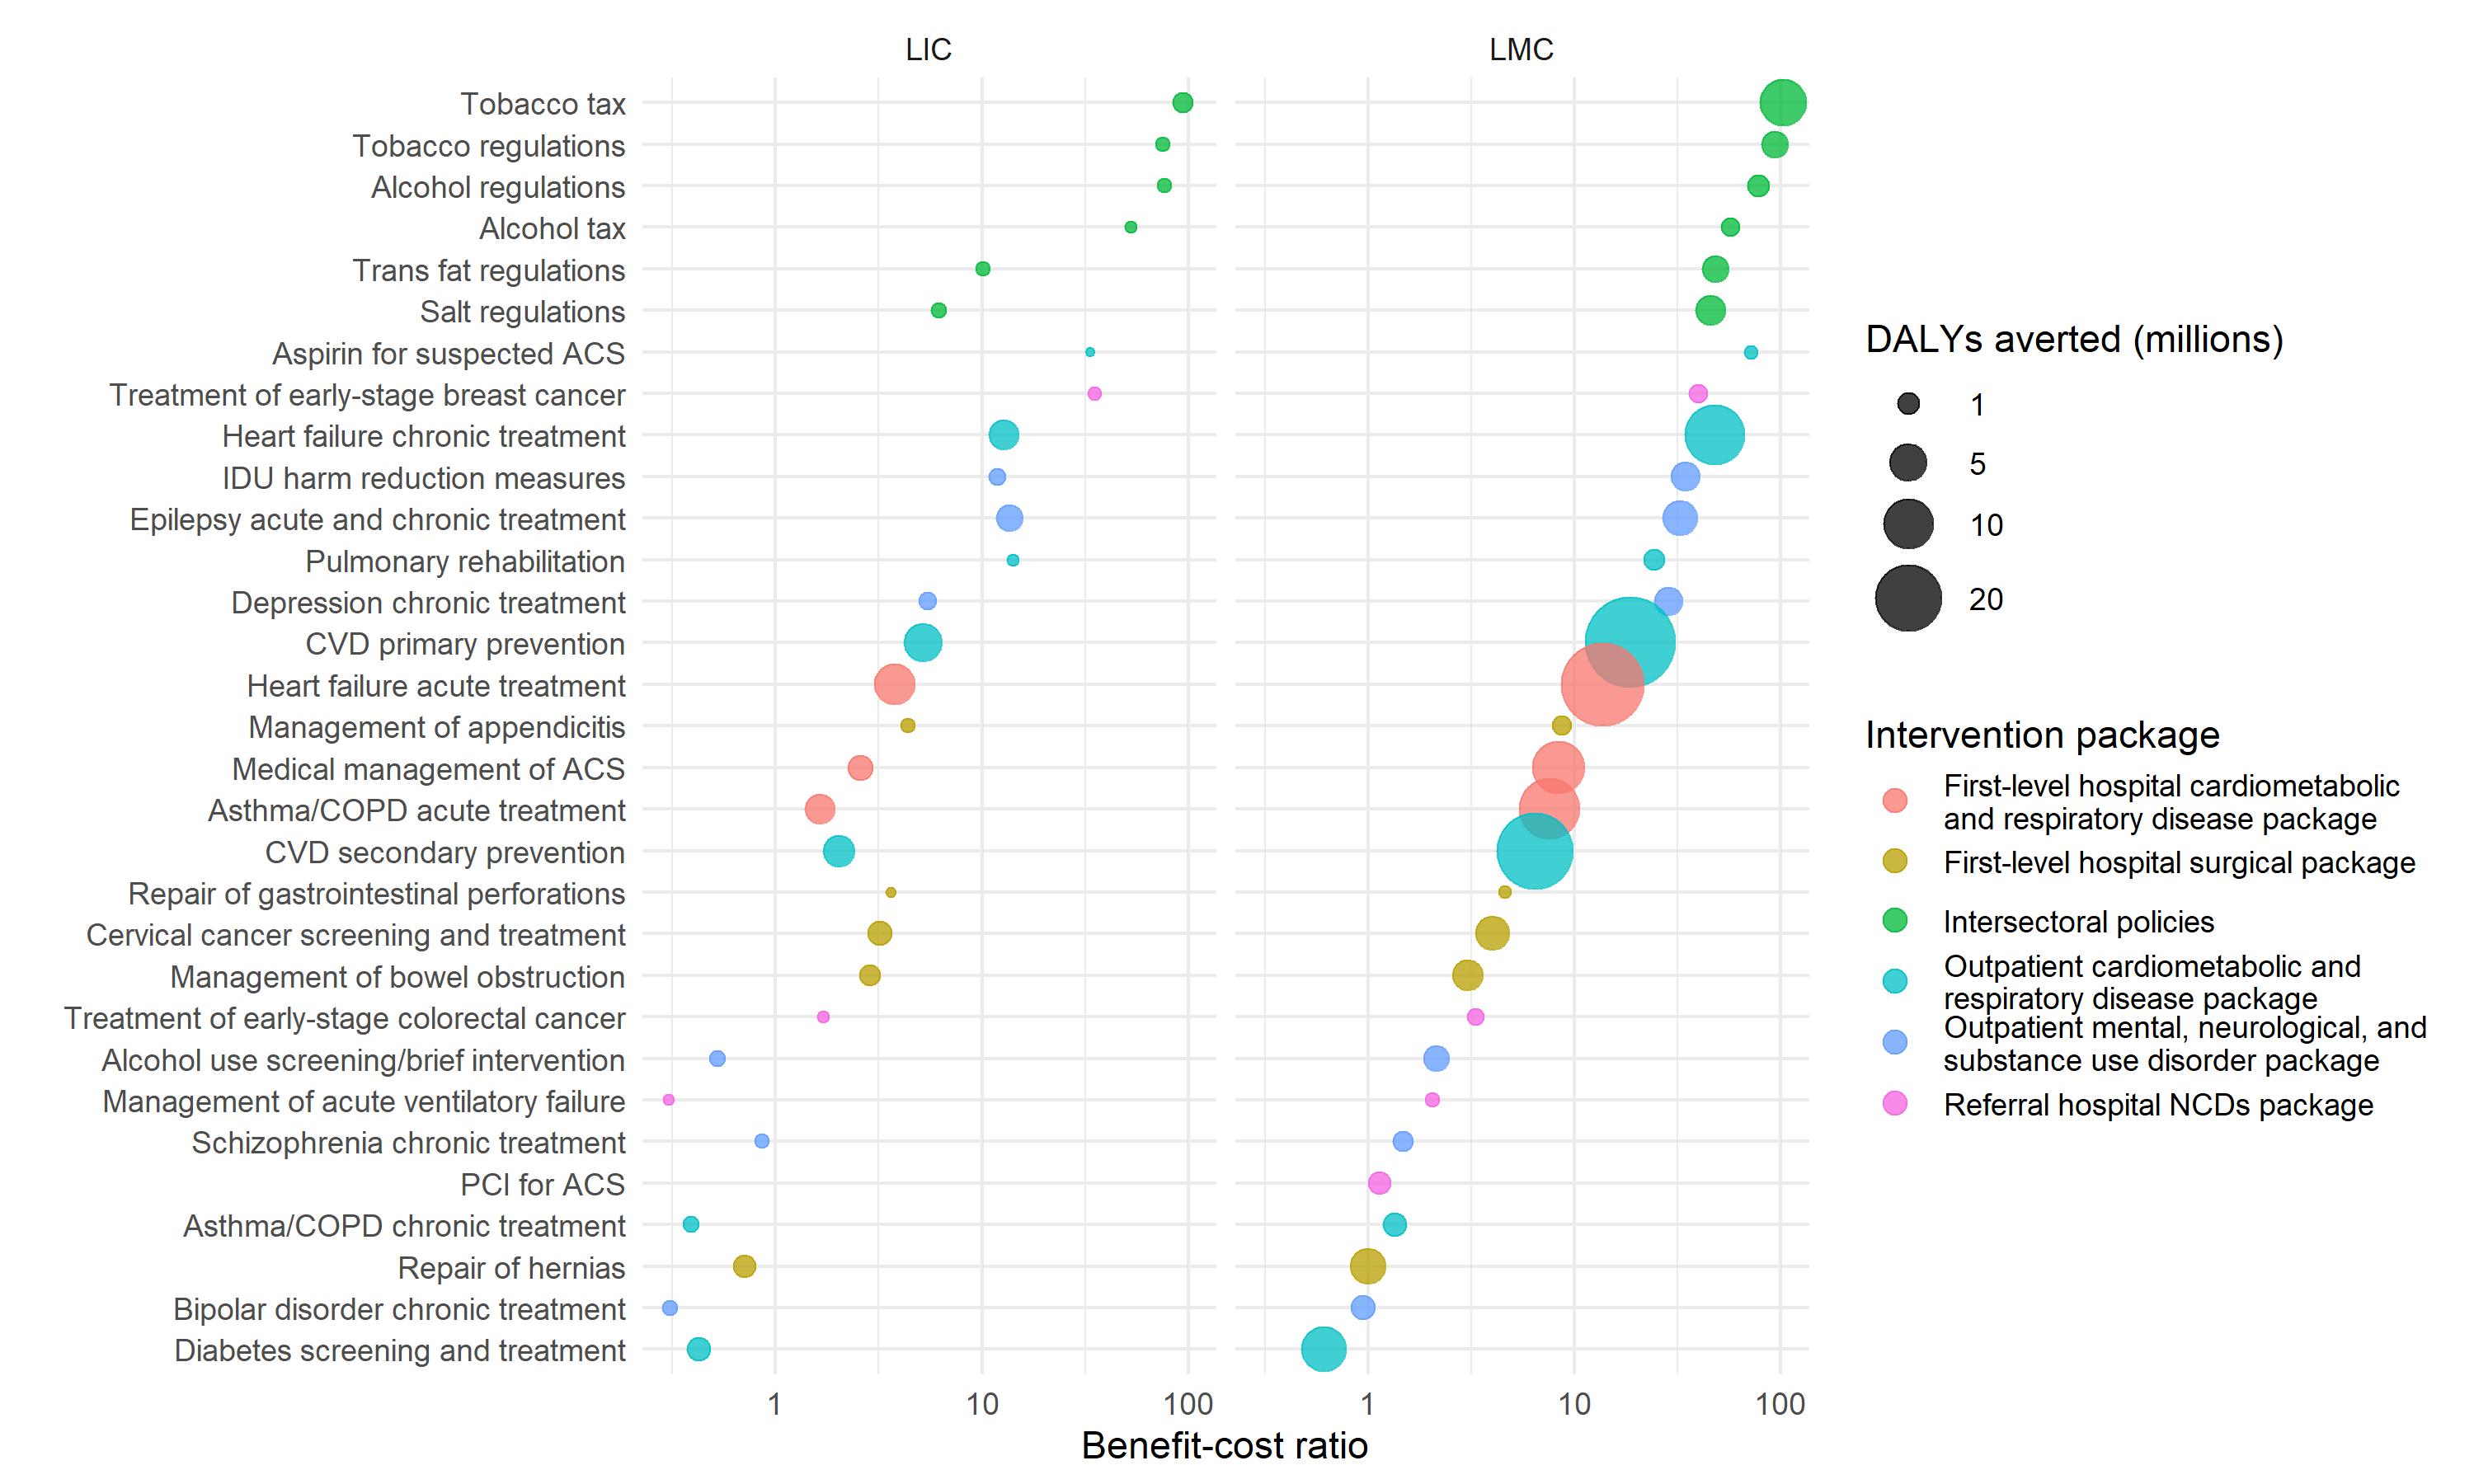 LIC
LMC
Tobacco tax
Tobacco regulations
Alcohol regulations
Alcohol tax
Trans fat regulations
Salt regulations
Aspirin for suspected ACS
Treatment of early-stage breast cancer
Heart failure chronic treatment
IDU harm reduction measures
Epilepsy acute and chronic treatment
Pulmonary rehabilitation
Depression chronic treatment
CVD primary prevention
Heart failure acute treatment
Management of appendicitis
Medical management of ACS
Asthma/COPD acute treatment
CVD secondary prevention
Repair of gastrointestinal perforations
Cervical cancer screening and treatment
Management of bowel obstruction
Treatment of early-stage colorectal cancer
Alcohol use screening/brief intervention
Management of acute ventilatory failure
Schizophrenia chronic treatment
PCI for ACS
Asthma/COPD chronic treatment
Repair of hernias
Bipolar disorder chronic treatment
Diabetes screening and treatment
1
10
100
1
10
100
Benefit-cost ratio
DALYs averted (millions)
1
5
10
20
Intervention package
First-level hospital cardiometabolic
and respiratory disease package
First-level hospital surgical package
Intersectoral policies
Outpatient cardiometabolic and
respiratory disease package
Outpatient mental, neurological, and
substance use disorder package
Referral hospital NCDs package